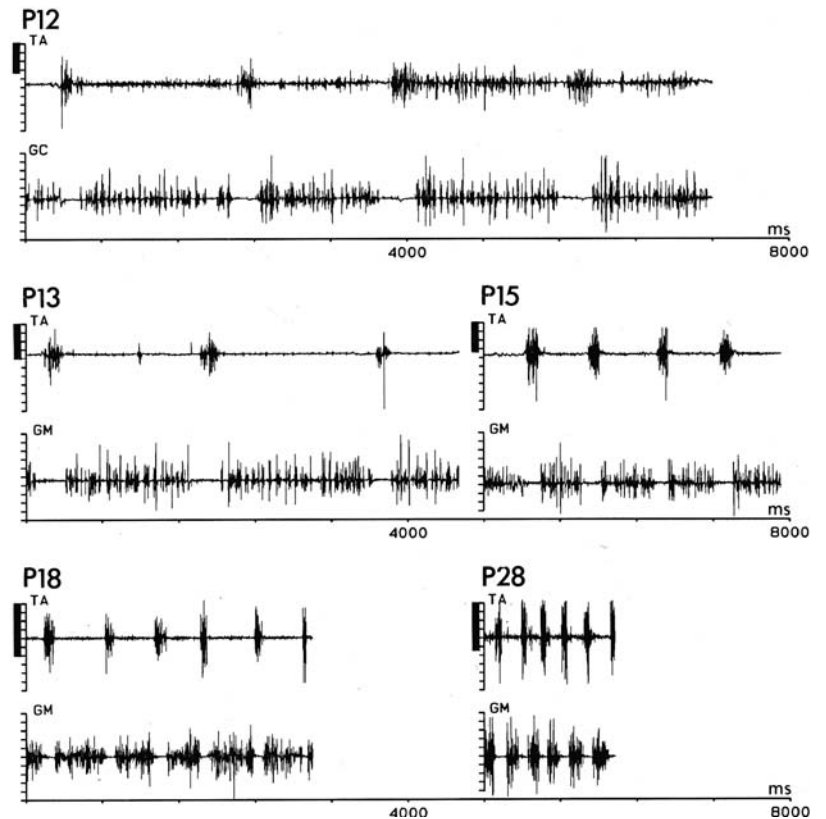 P12
TA
GC
ms
4000 8000
P13 P15
TA TA
GM GM
ms
4000 8000
P18 P28
TA TA
GM GM
ms
4000 8000